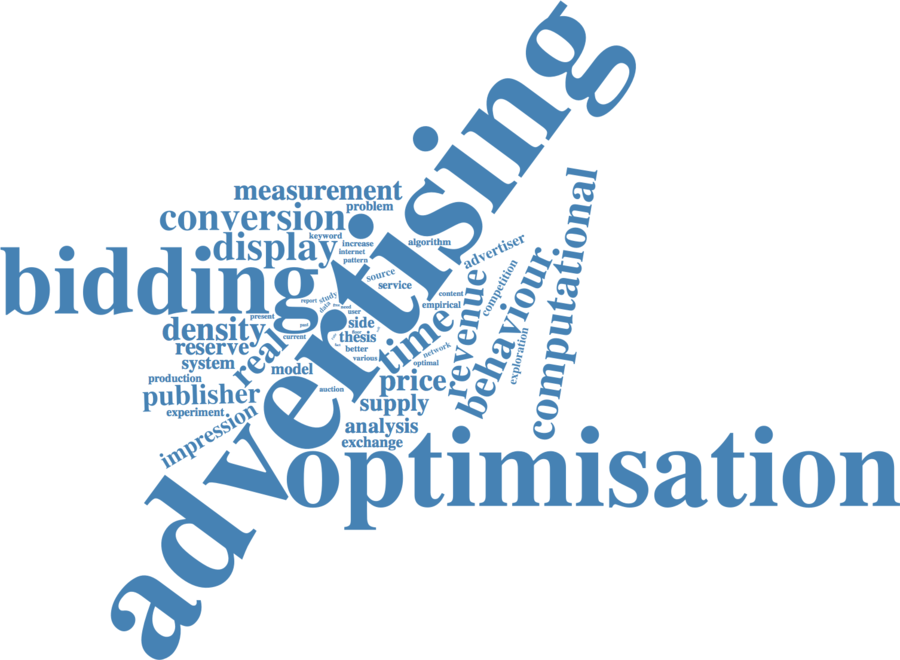 advertising
measurement
problem
conversion
keyword
display
increase
internet
pattern
algorithm
advertiser
computational
bidding
source
service
competition
behaviour
revenue
content
empirical
report
study
data
need
user
present
density
real
past
current
side
thesis
time
reserve
better
various
network
optimal
exploration
system
model
price
production
publisher
auction
supply
experiment
impression
analysis
exchange
optimisation